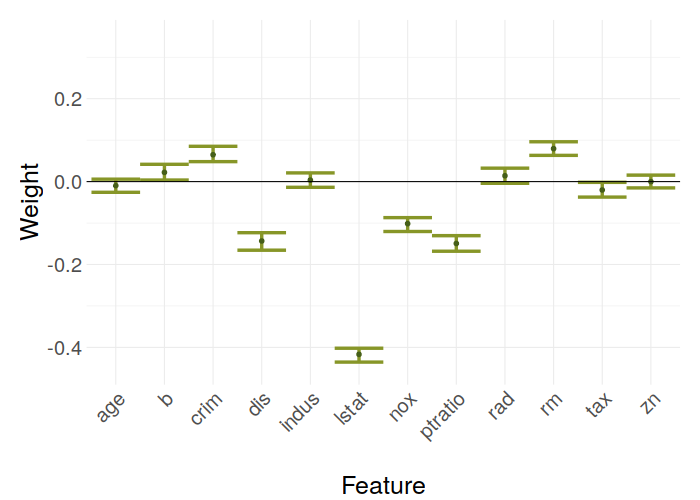 0.2
0.0
-0.2
-0.4
Weight
age
b
crim
dis
indus
lstat
nox
ptratio
rad
rm
tax
zn
Feature